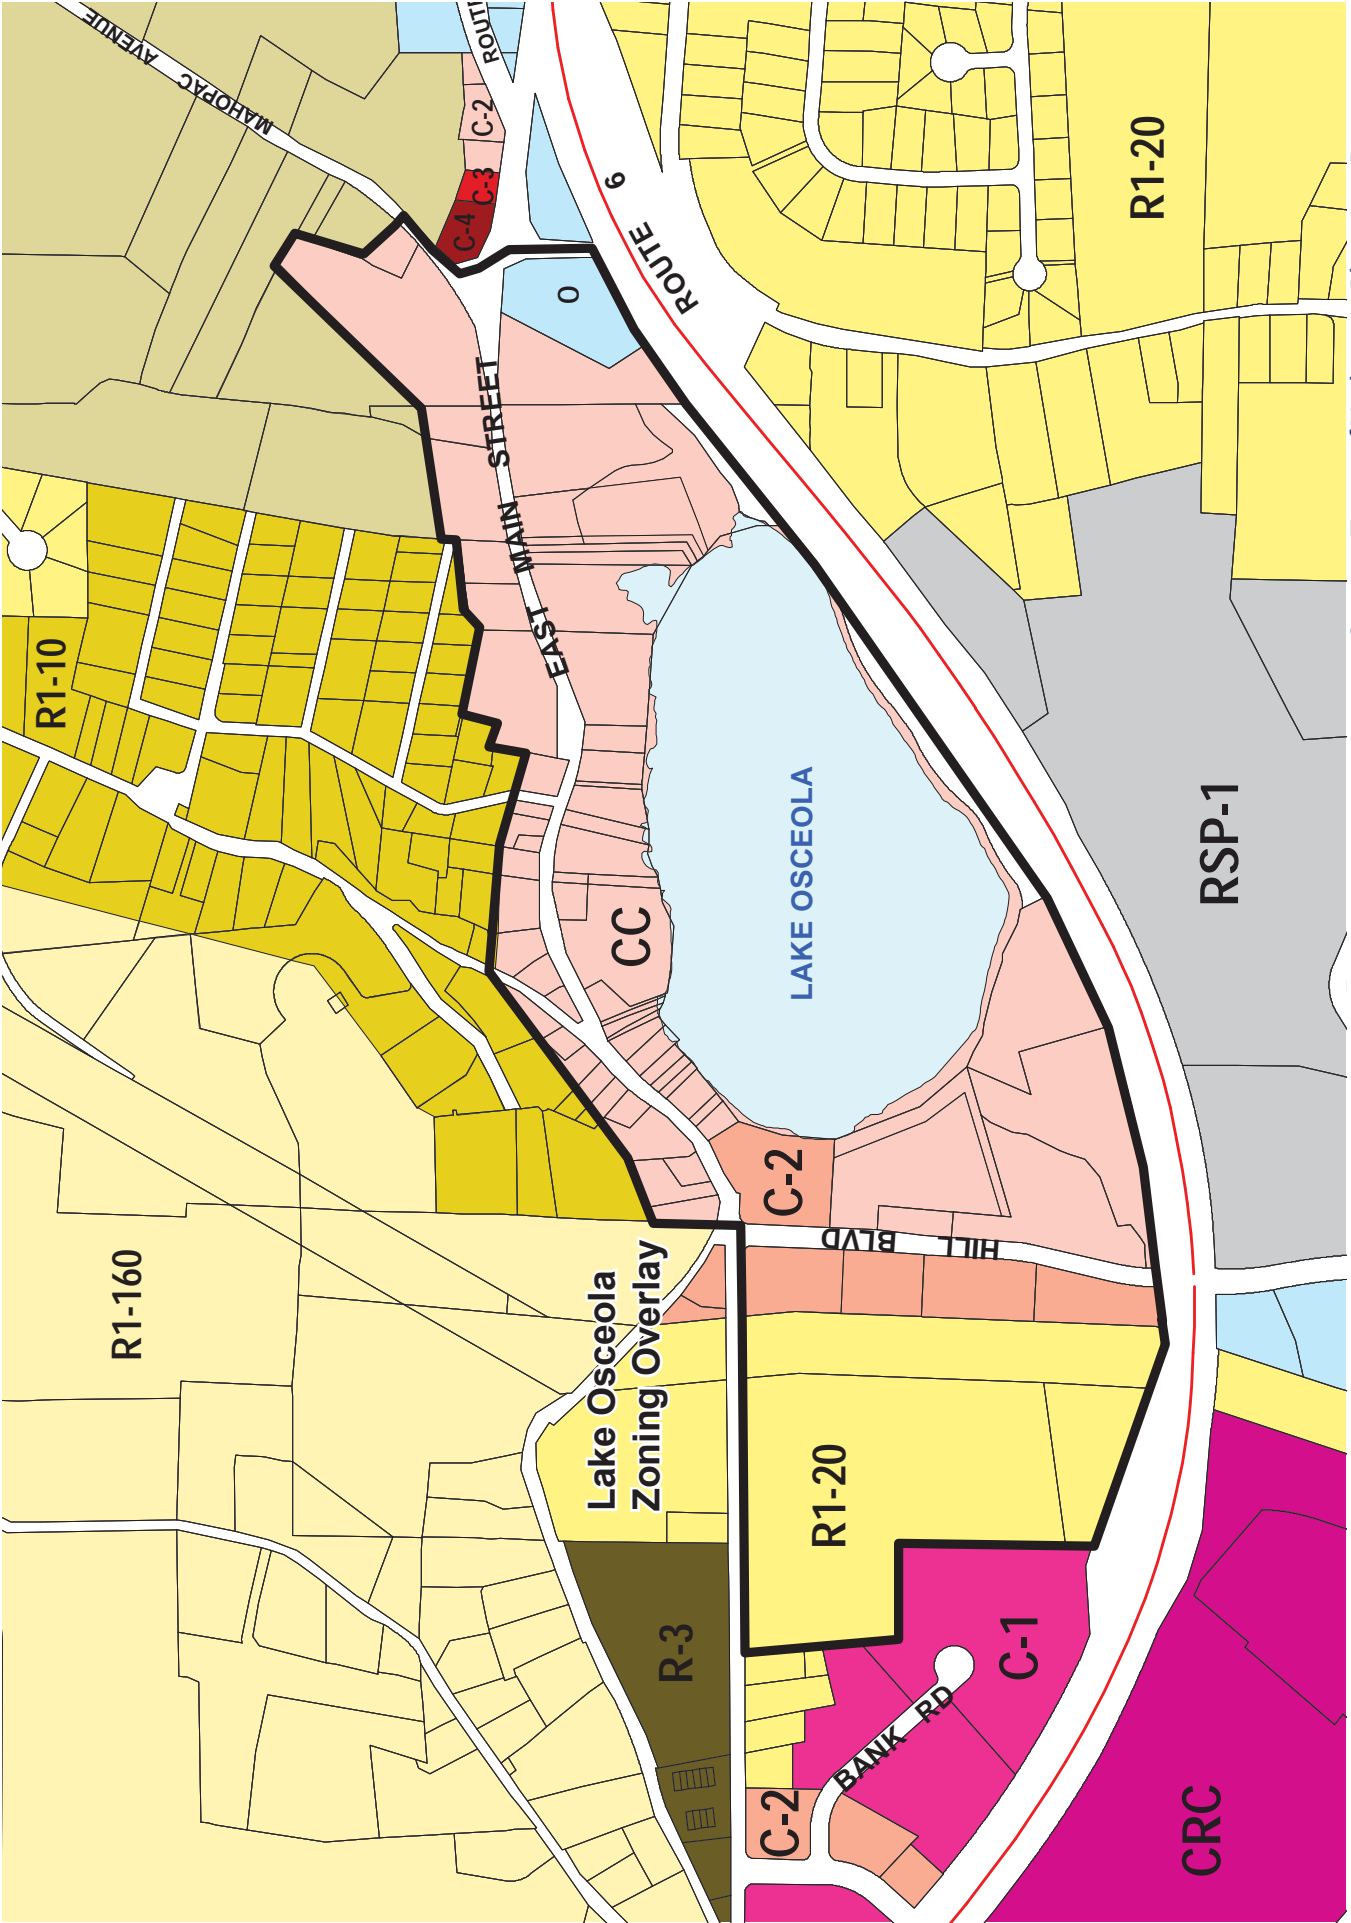 MAHOPAC AVENUE
ROUTE
C-2
C-3
C-4
O
ROUTE 6
R1-20
EAST MAIN STREET
R1-10
LAKE OSCEOLA
CC
RSP-1
C-2
HILL BLVD
R1-160
Lake Osceola
Zoning Overlay
R1-20
R-3
C-1
BANK RD
C-2
CRC